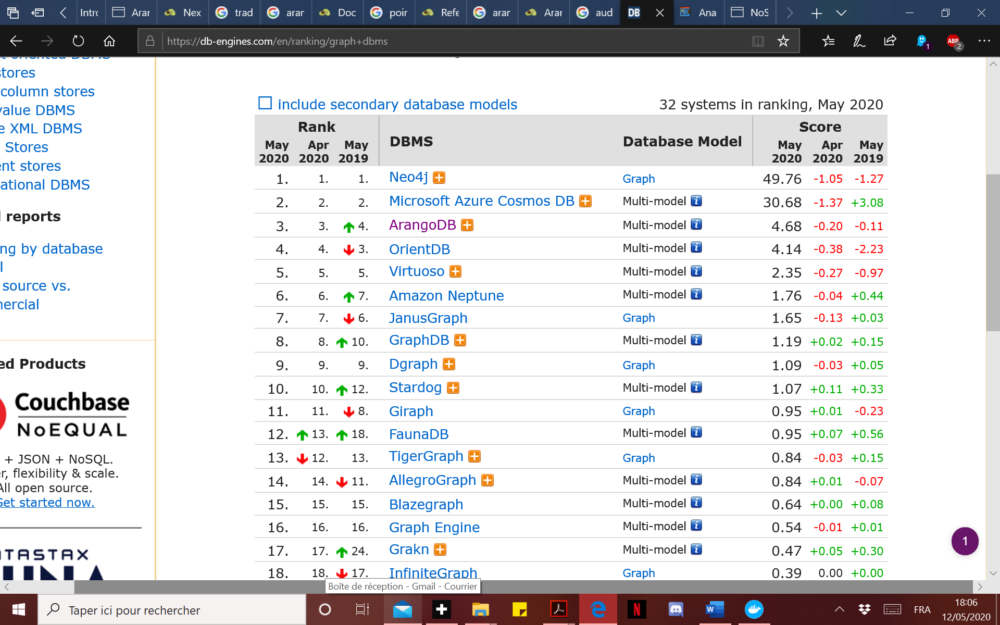 Intro
Arar
Nex
trad
arar
Doc
poir
Refe
arar
Arar
aud
DB
Ana
NoS
https://db-engines.com/en/ranking/graph+dbms
1
ABP
2
t oriented DBMS
stores
column stores
value DBMS
e XML DBMS
Stores
ent stores
ational DBMS
l reports
ng by database
l
source vs.
mercial
ed Products
Couchbase
NoEQUAL
+ JSON + NoSQL.
er, flexibility & scale.
All open source.
Get started now.
ATASTAX
include secondary database models
32 systems in ranking, May 2020
Rank DBMS Database Model Score
May 2020 Apr 2020 May 2019 May 2020 Apr 2020 May 2019
1. 1. 1. Neo4j Graph 49.76 -1.05 -1.27
2. 2. 2. Microsoft Azure Cosmos DB Multi-model 30.68 -1.37 +3.08
3. 3. 4. ArangoDB Multi-model 4.68 -0.20 -0.11
4. 4. 3. OrientDB Multi-model 4.14 -0.38 -2.23
5. 5. 5. Virtuoso Multi-model 2.35 -0.27 -0.97
6. 6. 7. Amazon Neptune Multi-model 1.76 -0.04 +0.44
7. 7. 6. JanusGraph Graph 1.65 -0.13 +0.03
8. 8. 10. GraphDB Multi-model 1.19 +0.02 +0.15
9. 9. 9. Dgraph Graph 1.09 -0.03 +0.05
10. 10. 12. Stardog Multi-model 1.07 +0.11 +0.33
11. 11. 8. Giraph Graph 0.95 +0.01 -0.23
12. 13. 18. FaunaDB Multi-model 0.95 +0.07 +0.56
13. 12. 13. TigerGraph Graph 0.84 -0.03 +0.15
14. 14. 11. AllegroGraph Multi-model 0.84 +0.01 -0.07
15. 15. 15. Blazegraph Multi-model 0.64 +0.00 +0.08
16. 16. 16. Graph Engine Multi-model 0.54 -0.01 +0.01
17. 17. 24. Grakn Multi-model 0.47 +0.05 +0.30
18. 18. 17. InfiniteGraph Graph 0.39 0.00 +0.00
1
Boîte de réception - Gmail - Courrier
Taper ici pour rechercher
FRA
18:06
12/05/2020